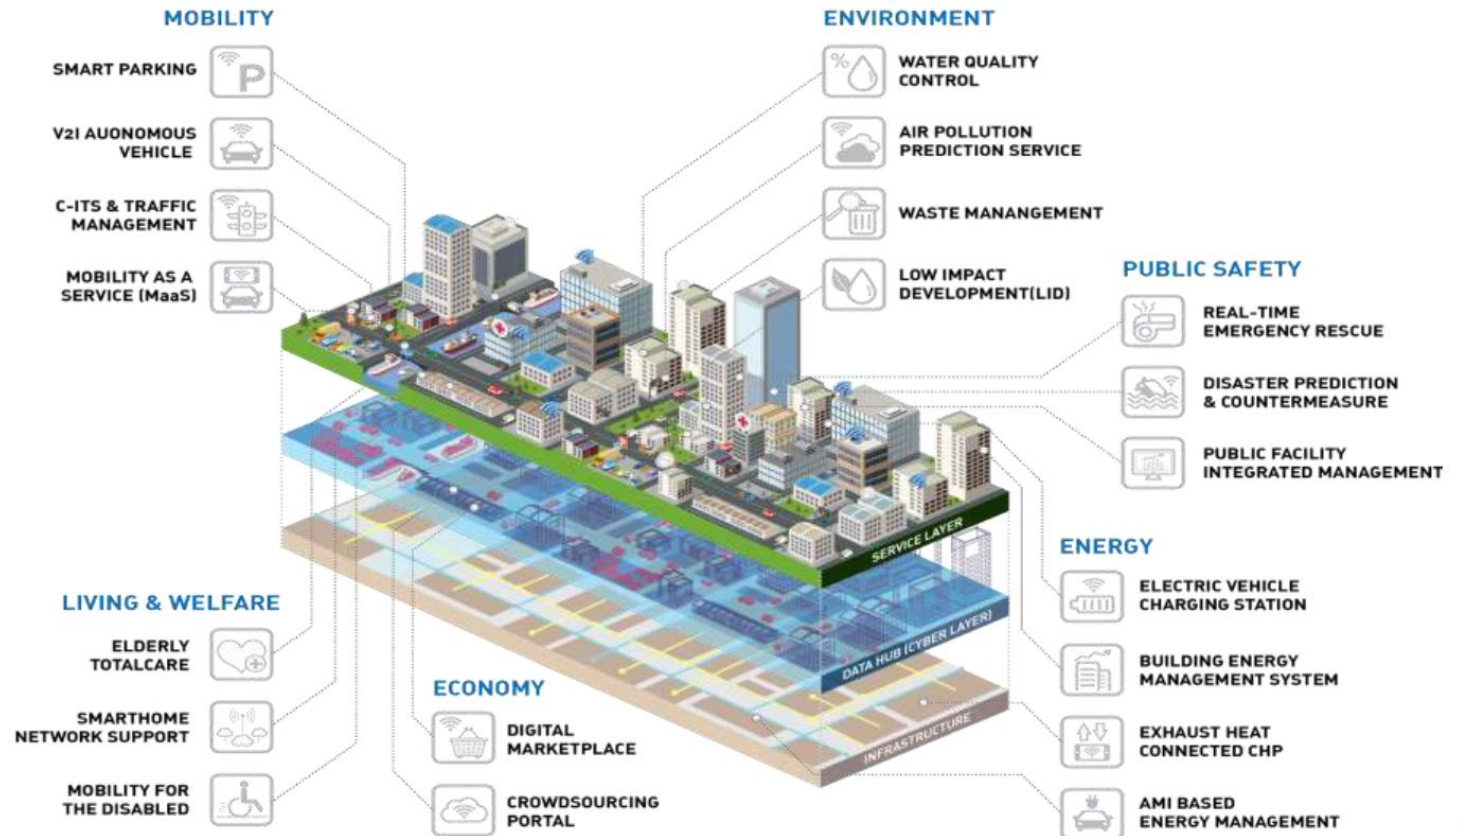 MOBILITY
SMART PARKING
V2I AUONOMOUS
VEHICLE
C-ITS & TRAFFIC
MANAGEMENT
MOBILITY AS A
SERVICE (MaaS)
ENVIRONMENT
WATER QUALITY
CONTROL
AIR POLLUTION
PREDICTION SERVICE
WASTE MANANGEMENT
LOW IMPACT
DEVELOPMENT(LID)
PUBLIC SAFETY
REAL-TIME
EMERGENCY RESCUE
DISASTER PREDICTION
& COUNTERMEASURE
PUBLIC FACILITY
INTEGRATED MANAGEMENT
SERVICE LAYER
DATA HUB (CYBER LAYER)
INFRASTRUCTURE
LIVING & WELFARE
ELDERLY
TOTALCARE
SMARTHOME
NETWORK SUPPORT
MOBILITY FOR
THE DISABLED
ECONOMY
DIGITAL
MARKETPLACE
CROWDSOURCING
PORTAL
ENERGY
ELECTRIC VEHICLE
CHARGING STATION
BUILDING ENERGY
MANAGEMENT SYSTEM
EXHAUST HEAT
CONNECTED CHP
AMI BASED
ENERGY MANAGEMENT